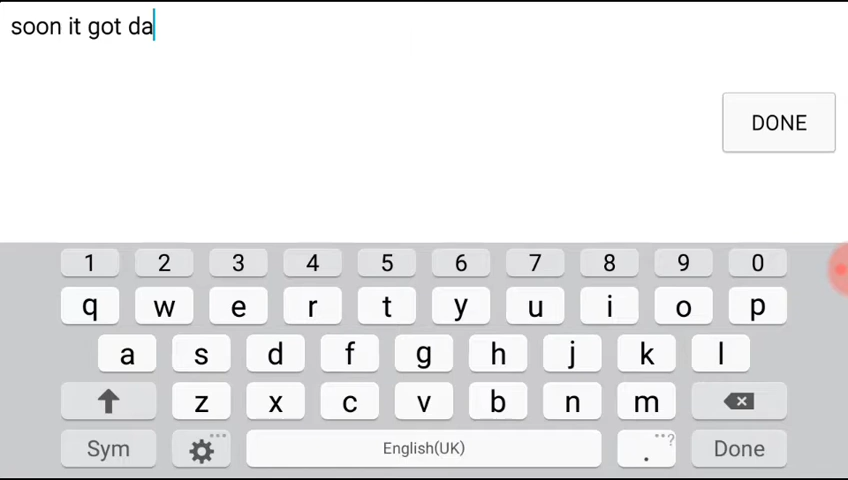 soon it got da
DONE
1 2 3 4 5 6 7 8 9 0
q w e r t y u i o p
a s d f g h j k l
z x c v b n m
Sym English(UK) . ? Done